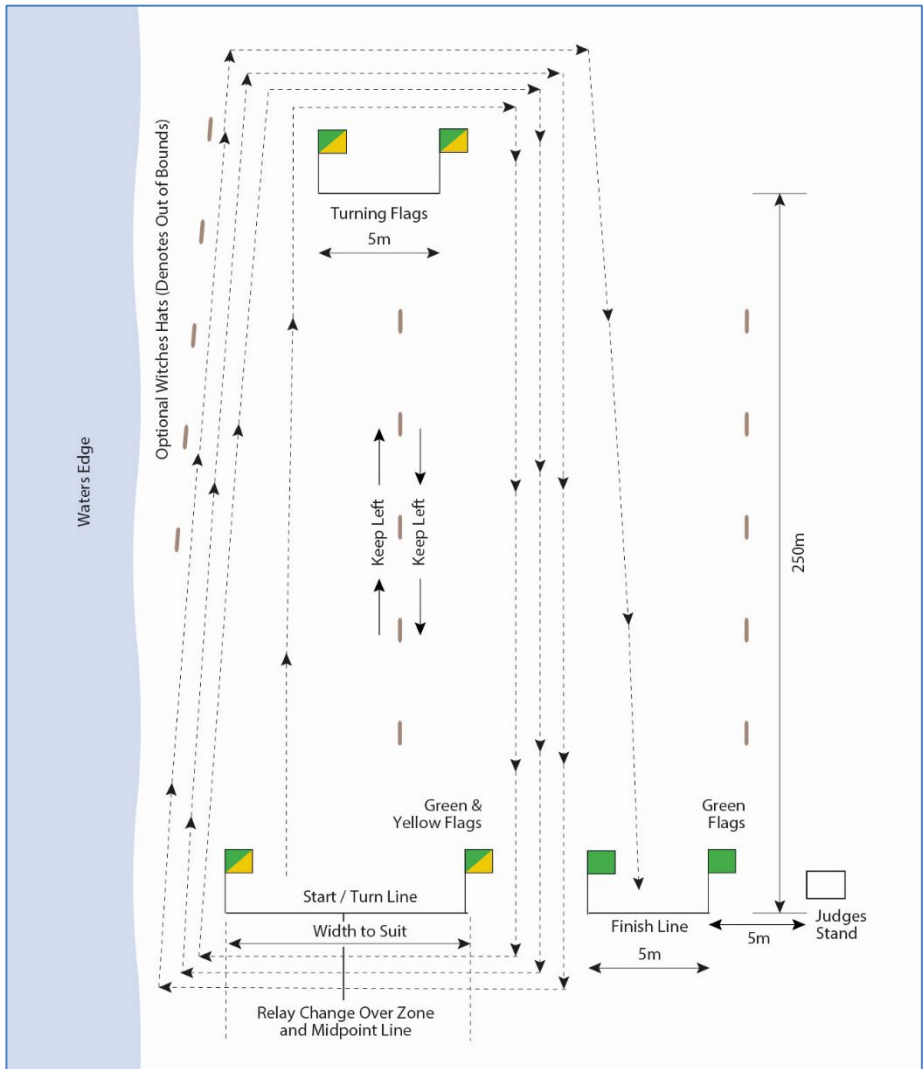 Waters Edge
Optional Witches Hats (Denotes Out of Bounds)
Turning Flags
5m
Keep Left
Keep Left
250m
Green &
Yellow Flags
Green
Flags
Start / Turn Line
Width to Suit
Finish Line
5m
5m
Judges
Stand
Relay Change Over Zone
and Midpoint Line